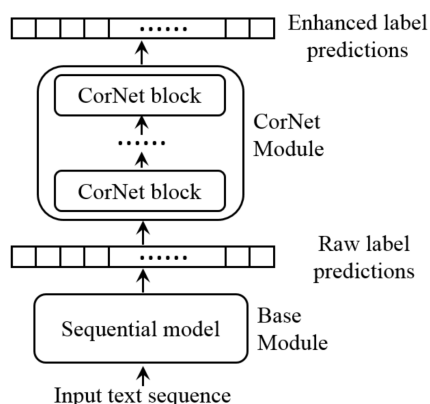 Enhanced label
predictions
CorNet block
......
CorNet
Module
CorNet block
Raw label
predictions
Sequential model
Base
Module
Input text sequence